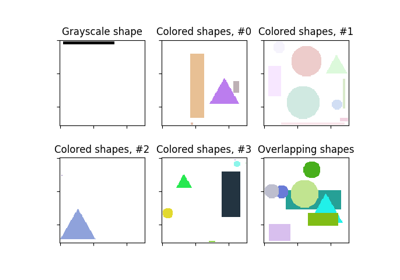 Grayscale shape
Colored shapes, #0
Colored shapes, #1
Colored shapes, #2
Colored shapes, #3
Overlapping shapes